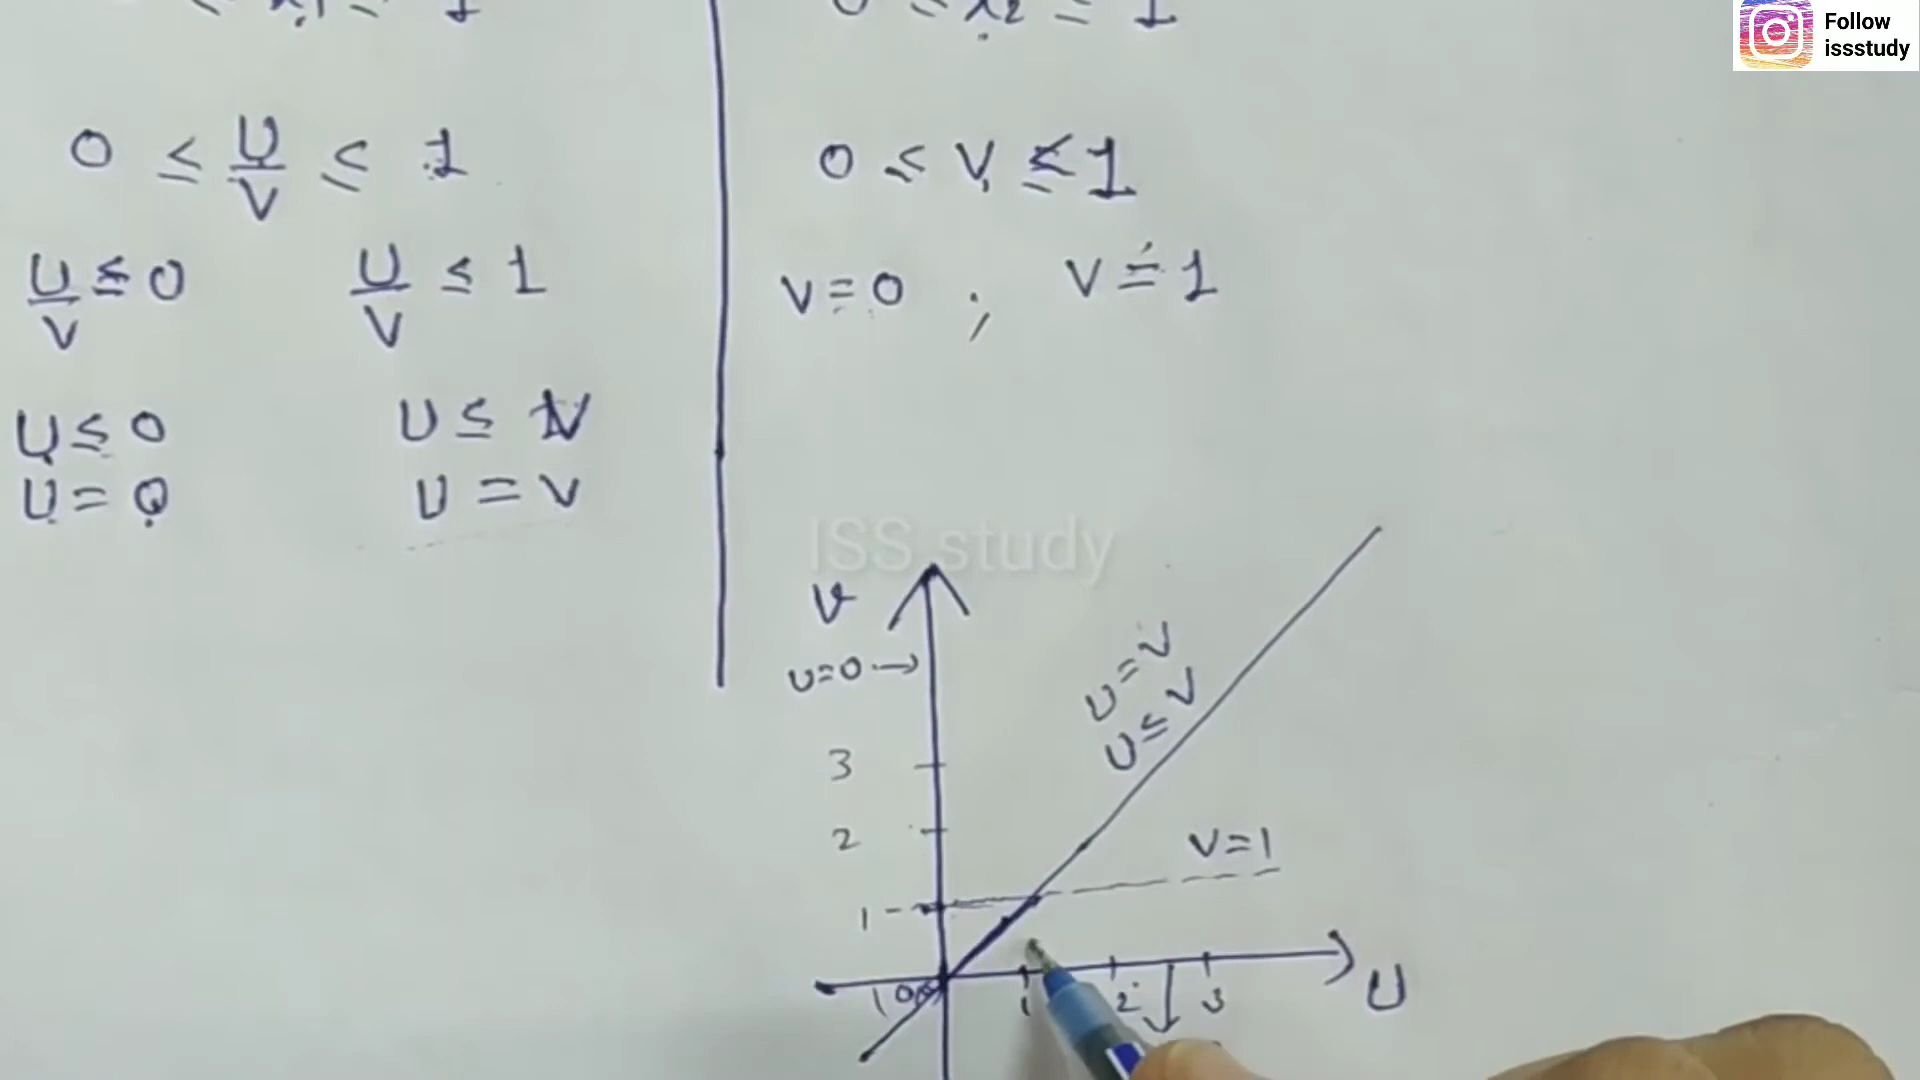 0 ≤ U/V ≤ 1
U/V ≤ 0
U/V ≤ 1
U ≤ 0
U ≤ V
U = 0
U = V
0 ≤ V ≤ 1
V = 0 ; V = 1
ISS study
V
U=0 →
U=V
U ≤ V
3
2
1
V=1
1 2 3
U
Follow
issstudy